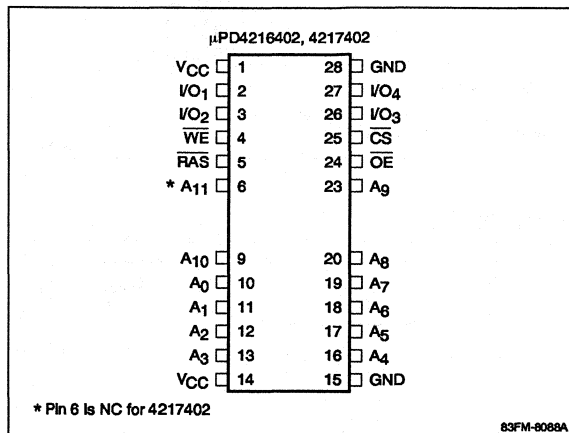 μPD4216402, 4217402
VCC 1 28 GND
I/O1 2 27 I/O4
I/O2 3 26 I/O3
WE 4 25 CS
RAS 5 24 OE
* A11 6 23 A9
A10 9 20 A8
A0 10 19 A7
A1 11 18 A6
A2 12 17 A5
A3 13 16 A4
VCC 14 15 GND
* Pin 6 is NC for 4217402
83FM-8088A